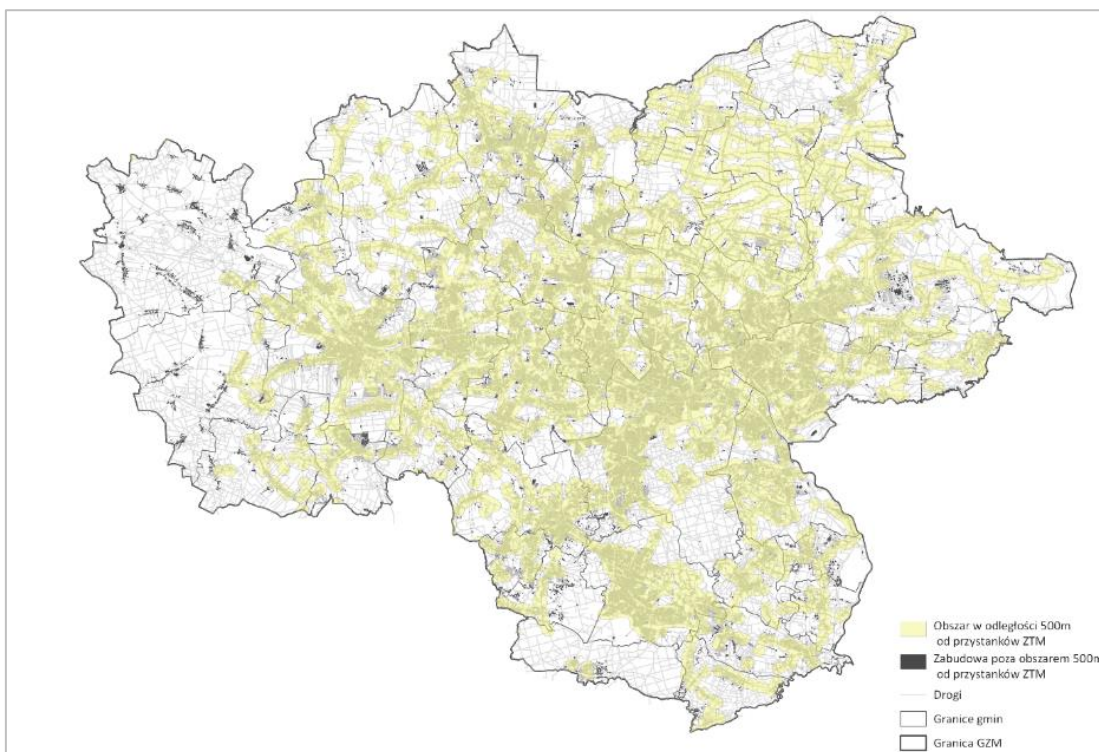 Obszar w odległości 500m
od przystanków ZTM
Zabudowa poza obszarem 500m
od przystanków ZTM
Drogi
Granice gmin
Granica GZM